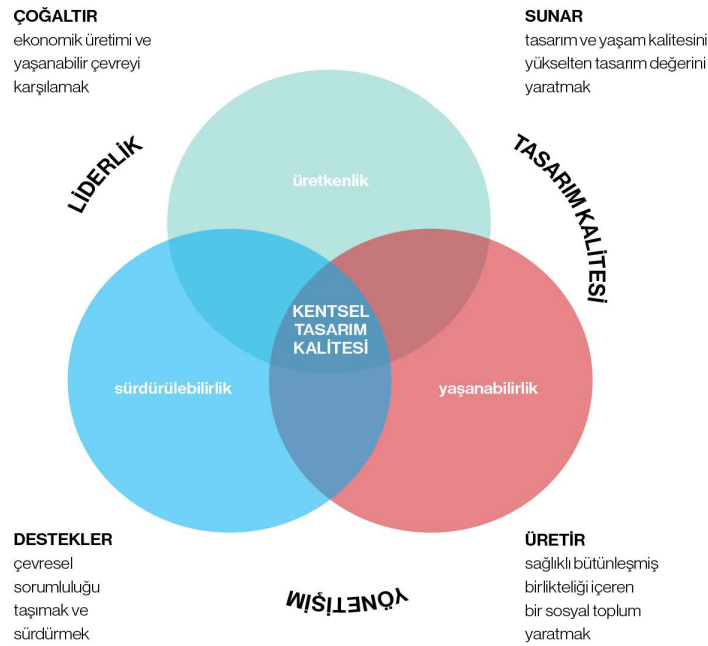 ÇOĞALTIR
ekonomik üretimi ve
yaşanabilir çevreyi
karşılamak
SUNAR
tasarım ve yaşam kalitesini
yükselten tasarım değerini
yaratmak
LİDERLİK
TASARIM KALİTESİ
üretkenlik
KENTSEL
TASARIM
KALİTESİ
sürdürülebilirlik
yaşanabilirlik
DESTEKLER
çevresel
sorumluluğu
taşımak ve
sürdürmek
YÖNETİŞİM
ÜRETİR
sağlıklı bütünleşmiş
birlikteliği içeren
bir sosyal toplum
yaratmak